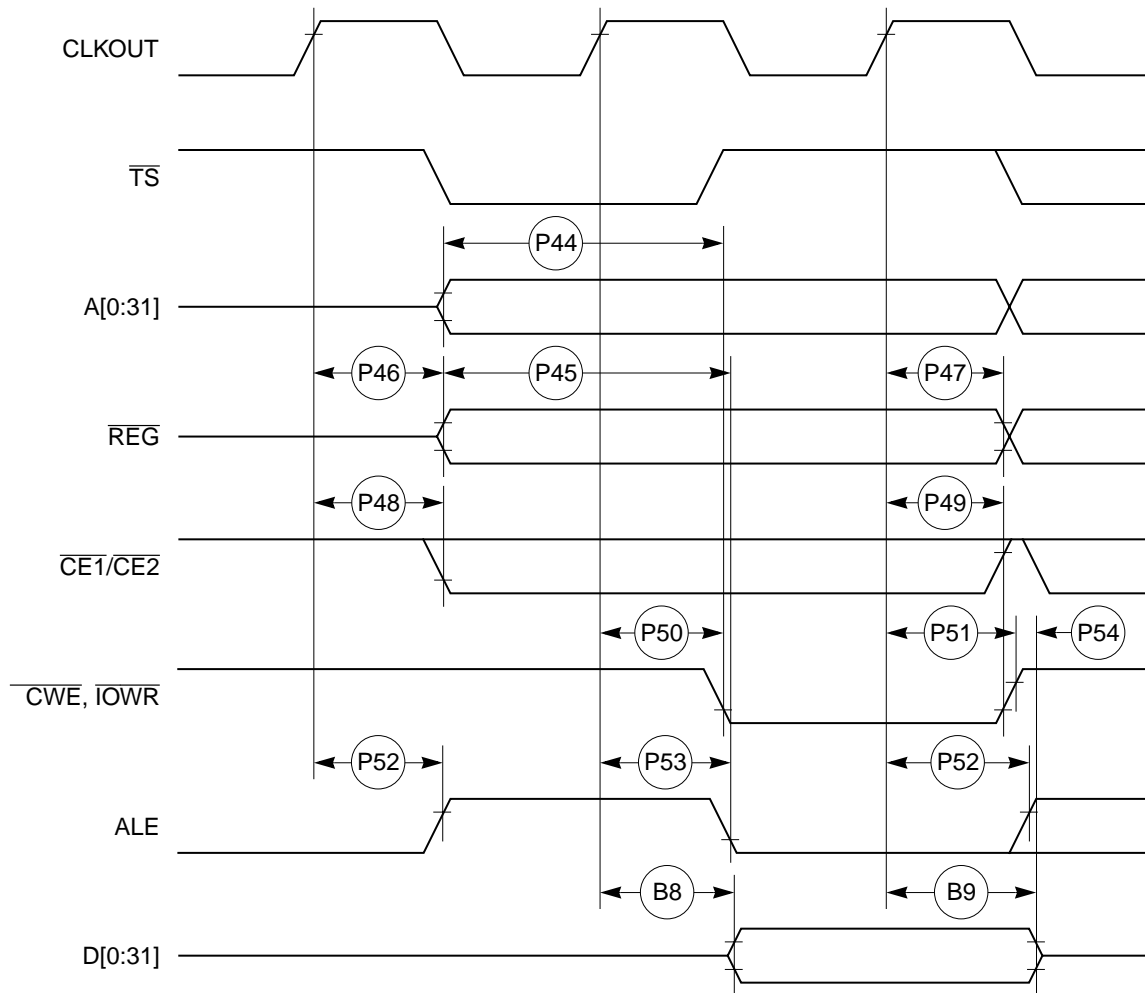 CLKOUT
TS
P44
A[0:31]
P46 P45 P47
REG
P48 P49
CE1/CE2
P50 P51 P54
CWE, IOWR
P52 P53 P52
ALE
B8 B9
D[0:31]